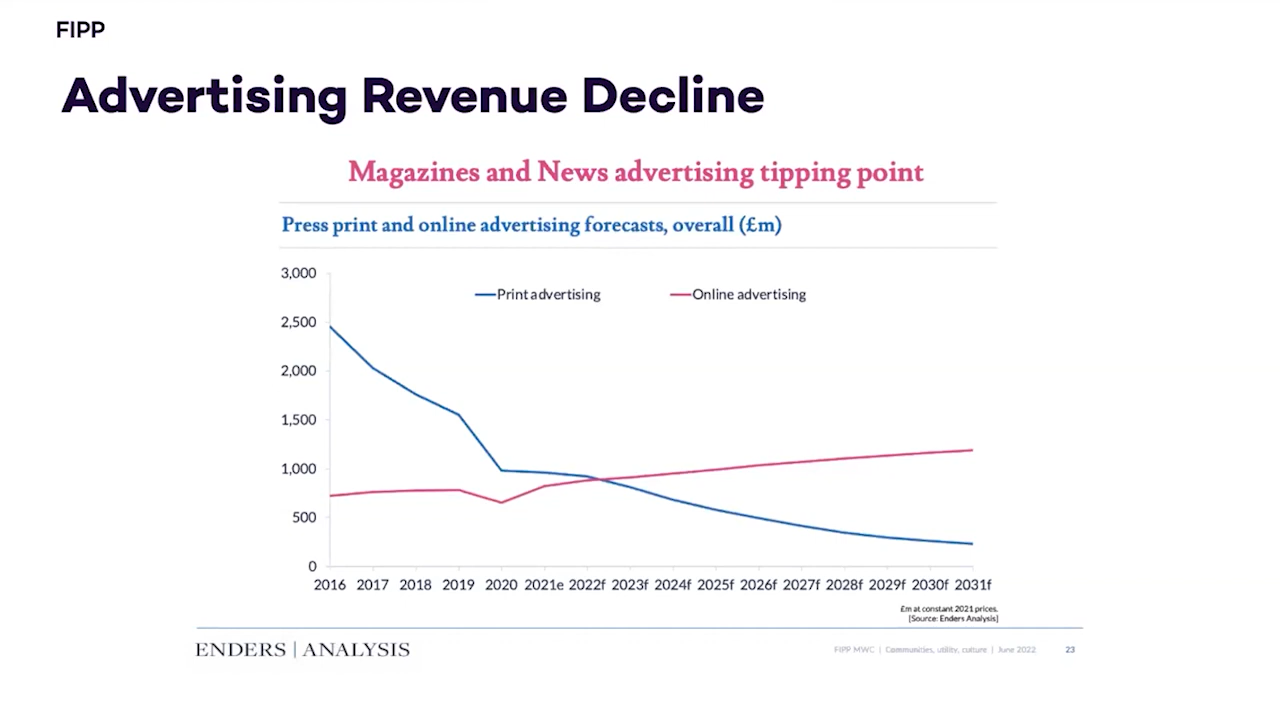 FIPP
Advertising Revenue Decline
Magazines and News advertising tipping point
Press print and online advertising forecasts, overall (£m)
3,000
Print advertising
Online advertising
2,500
2,000
1,500
1,000
500
0
2016 2017 2018 2019 2020 2021e 2022f 2023f 2024f 2025f 2026f 2027f 2028f 2029f 2030f 2031f
£m at constant 2021 prices.
[Source: Enders Analysis]
ENDERS | ANALYSIS
FIPP MWC | Communities, utility, culture | June 2022 23